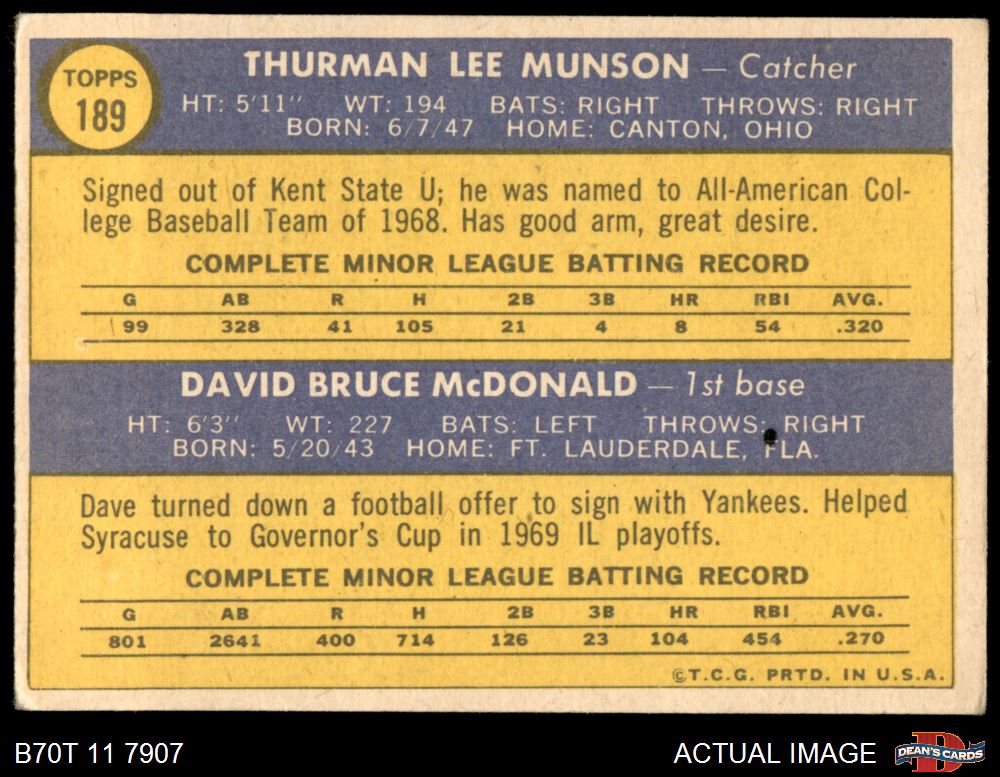 TOPPS
189
THURMAN LEE MUNSON — Catcher
HT: 5'11" WT: 194 BATS: RIGHT THROWS: RIGHT
BORN: 6/7/47 HOME: CANTON, OHIO
Signed out of Kent State U; he was named to All-American Col-
lege Baseball Team of 1968. Has good arm, great desire.
COMPLETE MINOR LEAGUE BATTING RECORD
G AB R H 2B 3B HR RBI AVG.
99 328 41 105 21 4 8 54 .320
DAVID BRUCE McDONALD — 1st base
HT: 6'3'' WT: 227 BATS: LEFT THROWS: RIGHT
BORN: 5/20/43 HOME: FT. LAUDERDALE, FLA.
Dave turned down a football offer to sign with Yankees. Helped
Syracuse to Governor's Cup in 1969 IL playoffs.
COMPLETE MINOR LEAGUE BATTING RECORD
G AB R H 2B 3B HR RBI AVG.
801 2641 400 714 126 23 104 454 .270
©T.C.G. PRTD. IN U.S.A.
B70T 11 7907 ACTUAL IMAGE DEAN'S CARDS